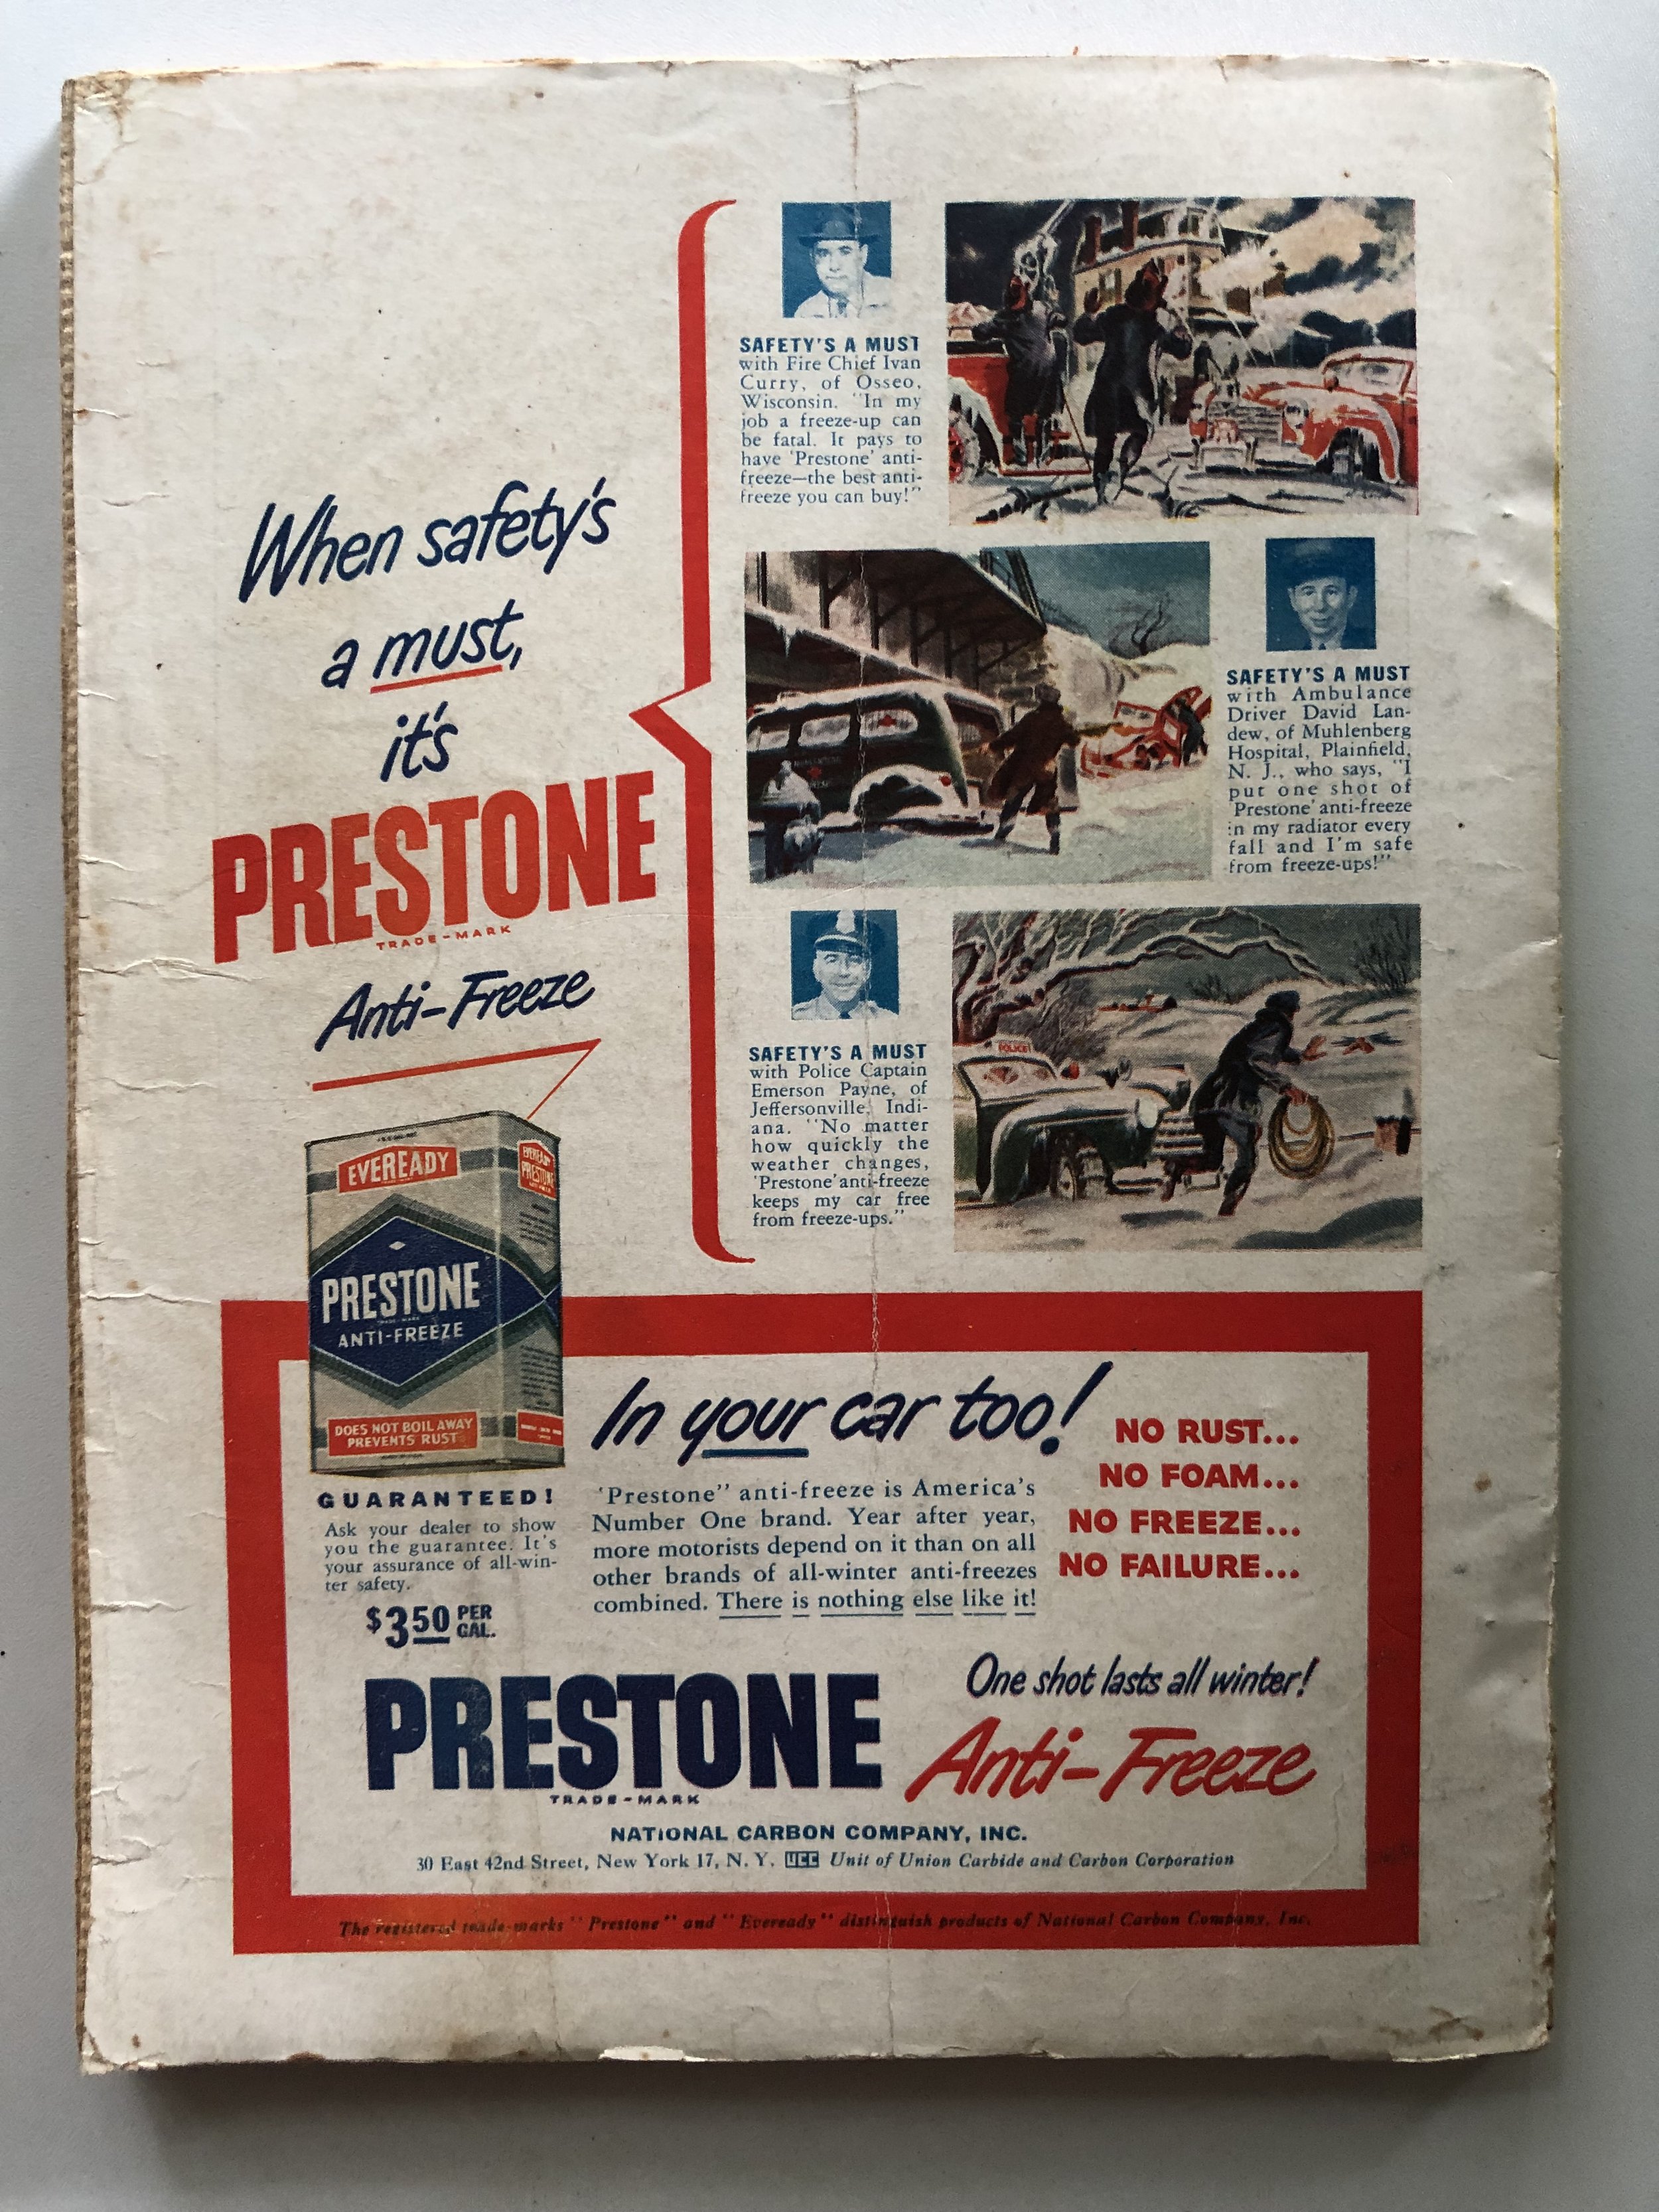 When safety's
a must,
it's
PRESTONE
TRADE-MARK
Anti-Freeze
SAFETY'S A MUST
with Fire Chief Ivan
Curry, of Osseo,
Wisconsin. "In my
job a freeze-up can
be fatal. It pays to
have 'Prestone' anti-
freeze—the best anti-
freeze you can buy!"
SAFETY'S A MUST
with Ambulance
Driver David Lan-
dew, of Muhlenberg
Hospital, Plainfield,
N. J., who says, "I
put one shot of
'Prestone' anti-freeze
in my radiator every
fall and I'm safe
from freeze-ups!"
SAFETY'S A MUST
with Police Captain
Emerson Payne, of
Jeffersonville, Indi-
ana. "No matter
how quickly the
weather changes,
'Prestone' anti-freeze
keeps my car free
from freeze-ups."
POLICE
EVEREADY
PRESTONE
TRADE-MARK
ANTI-FREEZE
DOES NOT BOIL AWAY
PREVENTS RUST
EVEREADY
PRESTONE
GUARANTEED!
Ask your dealer to show
you the guarantee. It's
your assurance of all-win-
ter safety.
$3.50 PER GAL.
In your car too!
'Prestone" anti-freeze is America's
Number One brand. Year after year,
more motorists depend on it than on all
other brands of all-winter anti-freezes
combined. There is nothing else like it!
NO RUST...
NO FOAM...
NO FREEZE...
NO FAILURE...
One shot lasts all winter!
PRESTONE Anti-Freeze
TRADE-MARK
NATIONAL CARBON COMPANY, INC.
30 East 42nd Street, New York 17, N. Y. UCC Unit of Union Carbide and Carbon Corporation
The registered trade-marks "Prestone" and "Eveready" distinguish products of National Carbon Company, Inc.